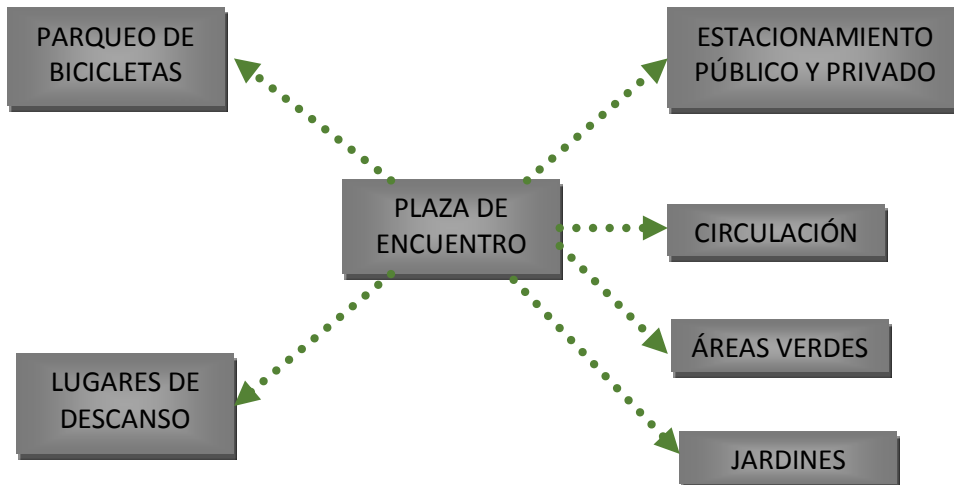 PARQUEO DE
BICICLETAS
ESTACIONAMIENTO
PÚBLICO Y PRIVADO
PLAZA DE
ENCUENTRO
CIRCULACIÓN
ÁREAS VERDES
LUGARES DE
DESCANSO
JARDINES